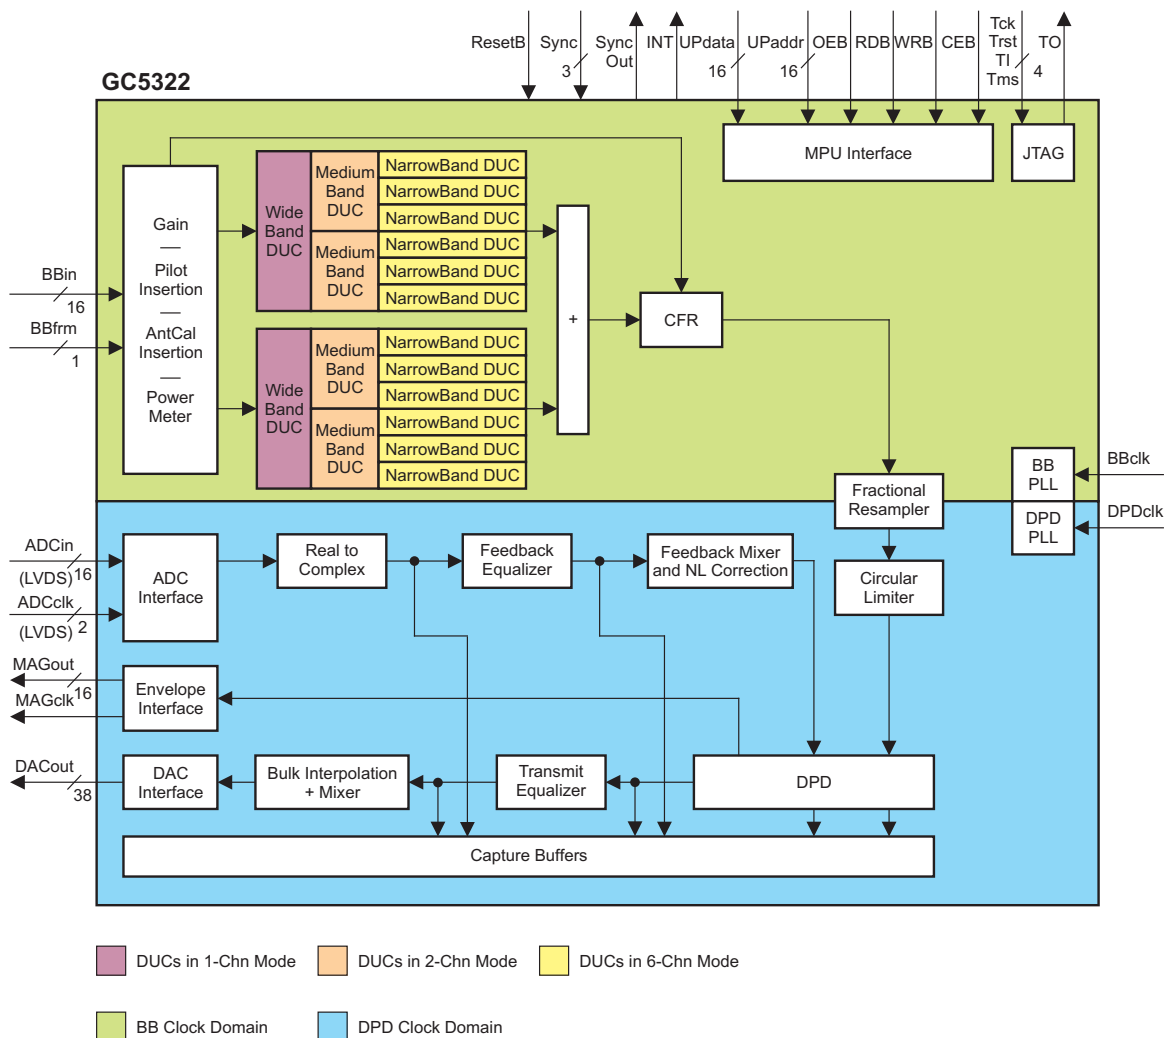 Tck
ResetB Sync Sync INT UPdata UPaddr OEB RDB WRB CEB Trst TO
Out TI
3 16 16 Tms 4
GC5322
MPU Interface
JTAG
Gain
—
Pilot
Insertion
—
AntCal
Insertion
—
Power
Meter
BBin
16
BBfrm
1
Wide
Band
DUC
Medium
Band
DUC
Medium
Band
DUC
NarrowBand DUC
NarrowBand DUC
NarrowBand DUC
NarrowBand DUC
NarrowBand DUC
NarrowBand DUC
Wide
Band
DUC
Medium
Band
DUC
Medium
Band
DUC
NarrowBand DUC
NarrowBand DUC
NarrowBand DUC
NarrowBand DUC
NarrowBand DUC
NarrowBand DUC
+
CFR
BB
PLL
BBclk
DPD
PLL
DPDclk
Fractional
Resampler
ADCin
(LVDS) 16
ADCclk
(LVDS) 2
ADC
Interface
Real to
Complex
Feedback
Equalizer
Feedback Mixer
and NL Correction
Circular
Limiter
MAGout
16
MAGclk
Envelope
Interface
DACout
38
DAC
Interface
Bulk Interpolation
+ Mixer
Transmit
Equalizer
DPD
Capture Buffers
DUCs in 1-Chn Mode
DUCs in 2-Chn Mode
DUCs in 6-Chn Mode
BB Clock Domain
DPD Clock Domain